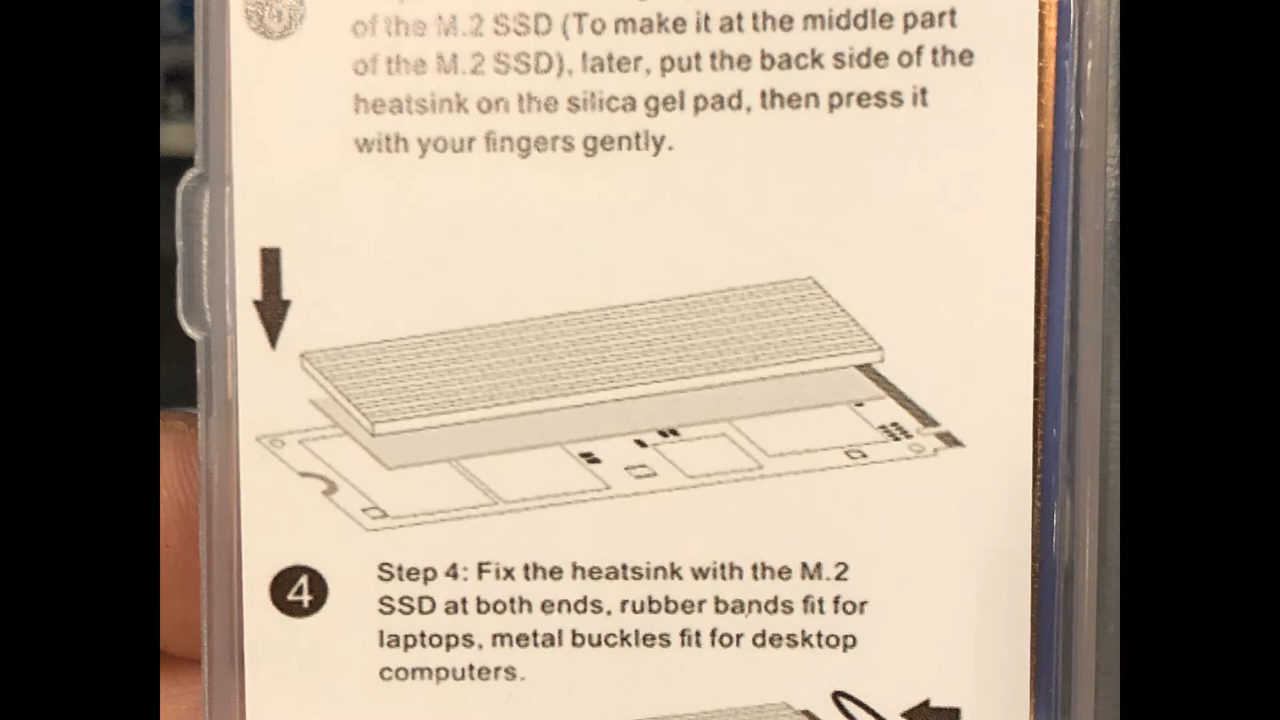 of the M.2 SSD (To make it at the middle part
of the M.2 SSD), later, put the back side of the
heatsink on the silica gel pad, then press it
with your fingers gently.
4
Step 4: Fix the heatsink with the M.2
SSD at both ends, rubber bands fit for
laptops, metal buckles fit for desktop
computers.